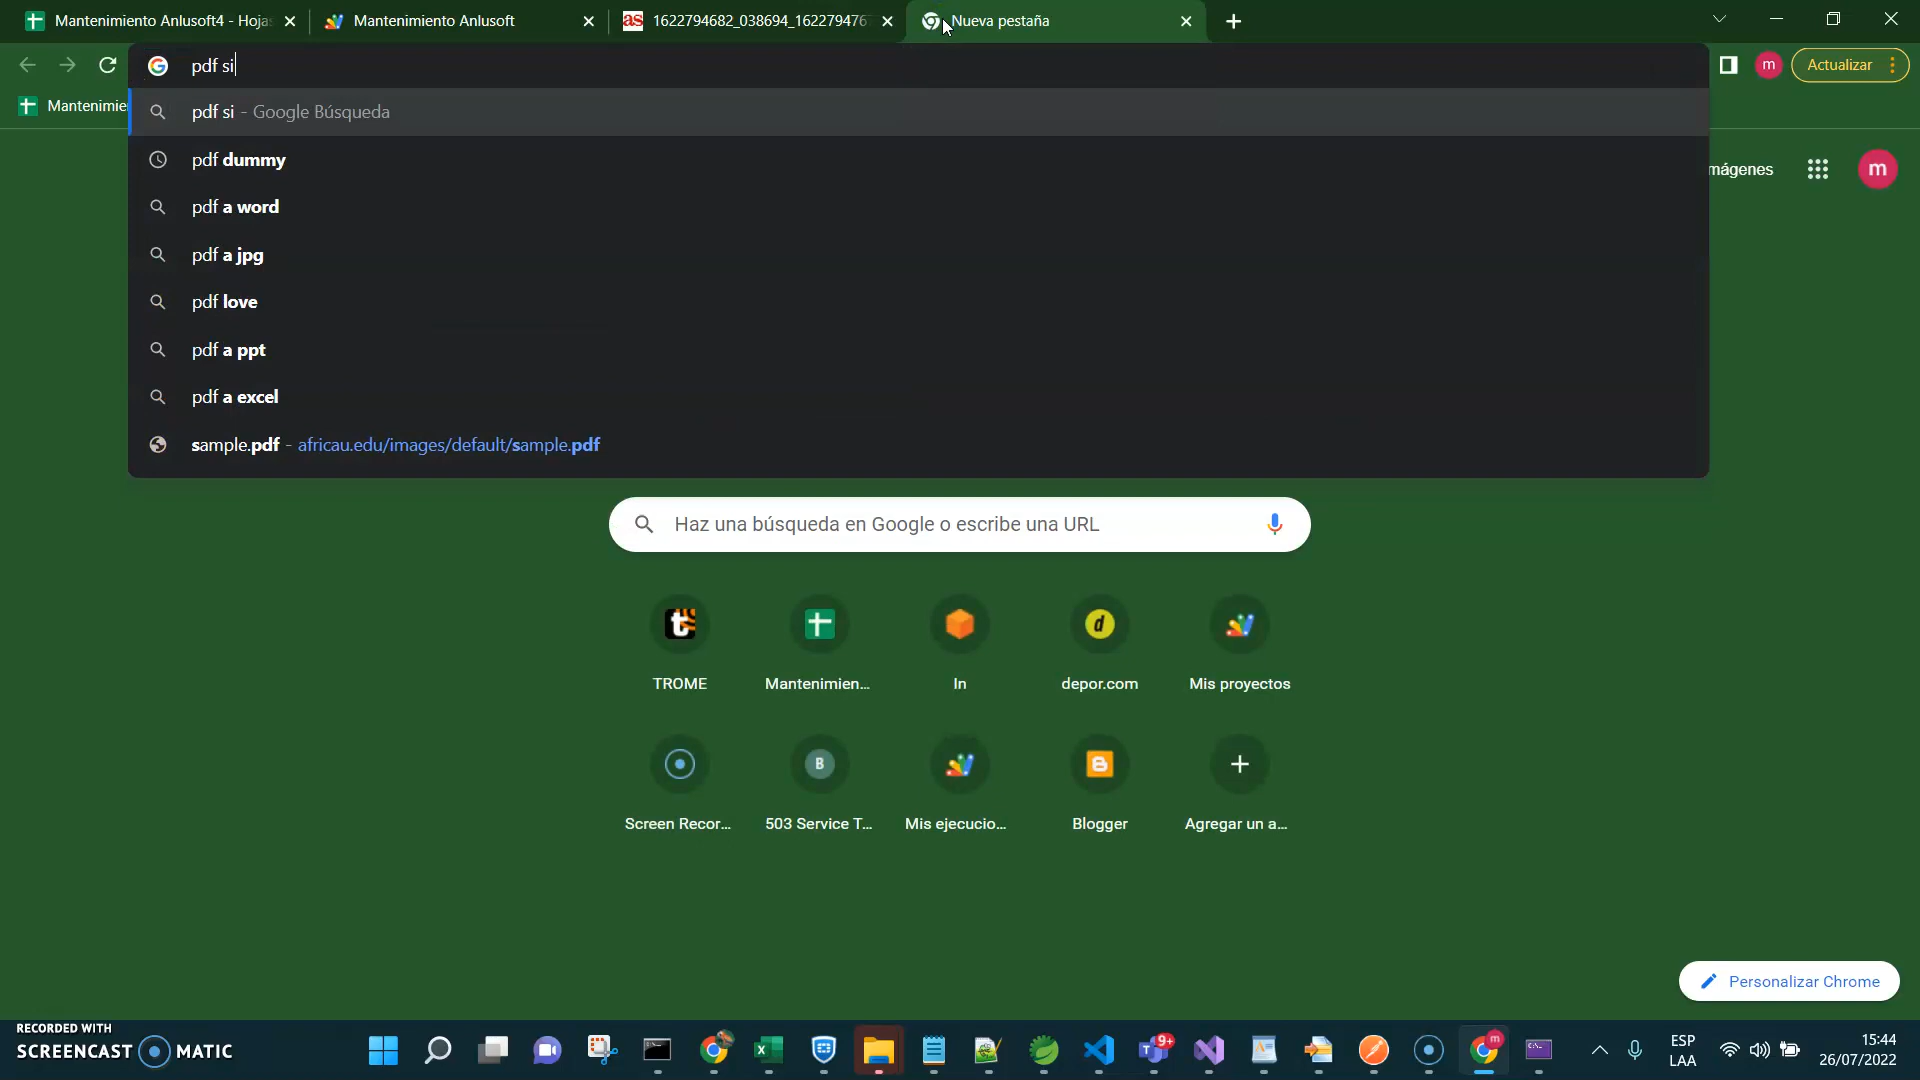 Mantenimiento Anlusoft4 - Hojas
Mantenimiento Anlusoft
as 1622794682_038694_162279476
Nueva pestaña
pdf si
m
Actualizar
Mantenimie
pdf si - Google Búsqueda
pdf dummy
mágenes
m
pdf a word
pdf a jpg
pdf love
pdf a ppt
pdf a excel
sample.pdf - africau.edu/images/default/sample.pdf
Haz una búsqueda en Google o escribe una URL
t
d
TROME
Mantenimien...
In
depor.com
Mis proyectos
B
Screen Recor...
503 Service T...
Mis ejecucio...
Blogger
Agregar un a...
Personalizar Chrome
RECORDED WITH
SCREENCAST MATIC
9+
m
ESP
LAA
15:44
26/07/2022